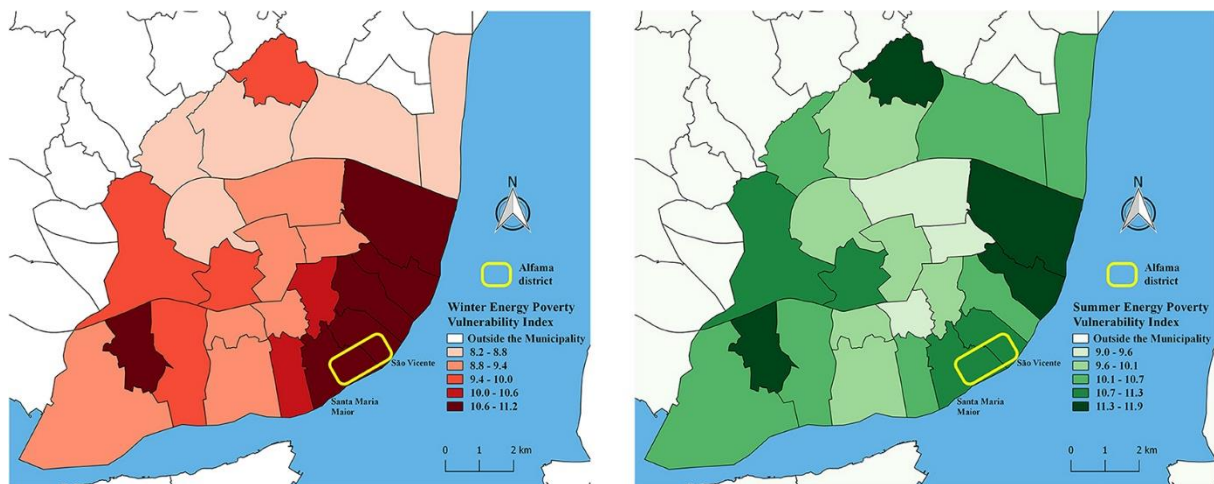 N
Alfama
district
Winter Energy Poverty
Vulnerability Index
Outside the Municipality
8.2 - 8.8
8.8 - 9.4
9.4 - 10.0
10.0 - 10.6
10.6 - 11.2
São Vicente
Santa Maria
Maior
0 1 2 km
N
Alfama
district
Summer Energy Poverty
Vulnerability Index
Outside the Municipality
9.0 - 9.6
9.6 - 10.1
10.1 - 10.7
10.7 - 11.3
11.3 - 11.9
São Vicente
Santa Maria
Maior
0 1 2 km